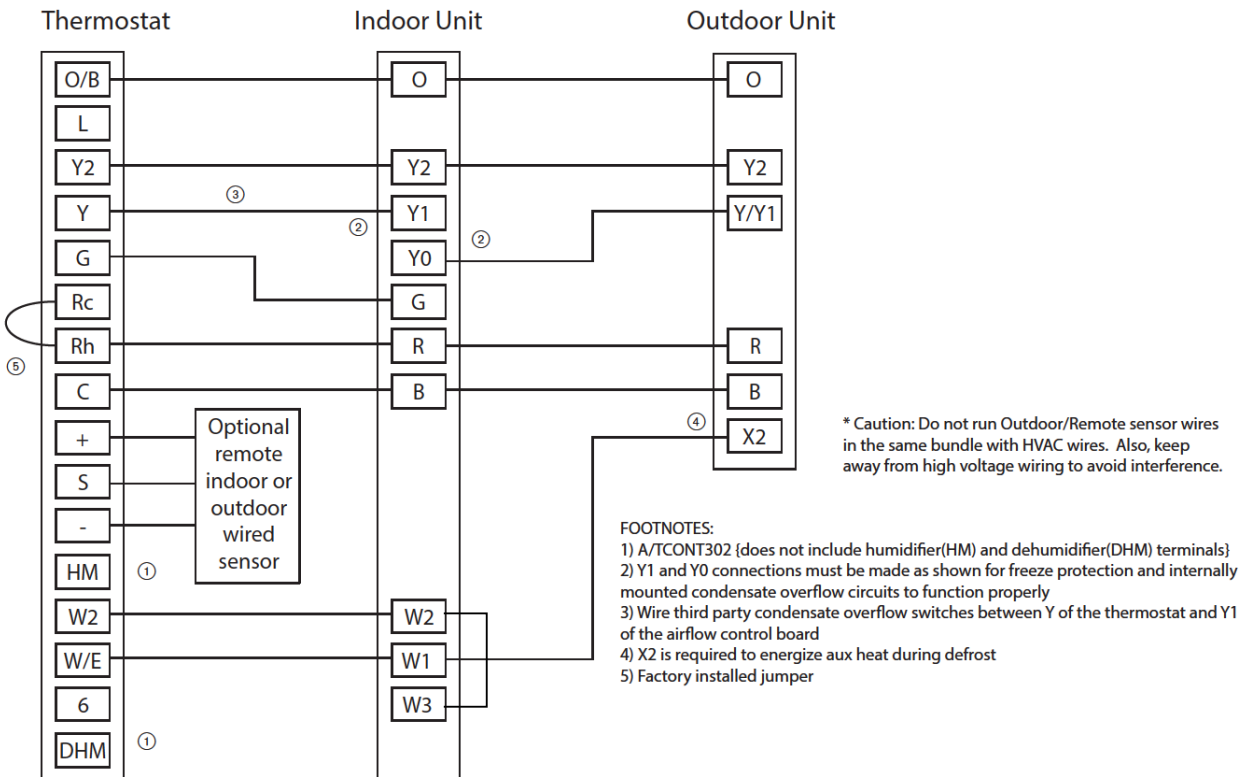 Thermostat Indoor Unit Outdoor Unit
O/B O O
L
Y2 Y2 Y2
③
Y Y1 Y/Y1
② ②
G Y0
Rc G
Rh R R
⑤
C B B
④
+ X2
S
-
Optional
remote
indoor or
outdoor
wired
sensor
HM ①
W2 W2
W/E W1
6 W3
DHM ①
* Caution: Do not run Outdoor/Remote sensor wires
in the same bundle with HVAC wires. Also, keep
away from high voltage wiring to avoid interference.
FOOTNOTES:
1) A/TCONT302 {does not include humidifier(HM) and dehumidifier(DHM) terminals}
2) Y1 and Y0 connections must be made as shown for freeze protection and internally
mounted condensate overflow circuits to function properly
3) Wire third party condensate overflow switches between Y of the thermostat and Y1
of the airflow control board
4) X2 is required to energize aux heat during defrost
5) Factory installed jumper